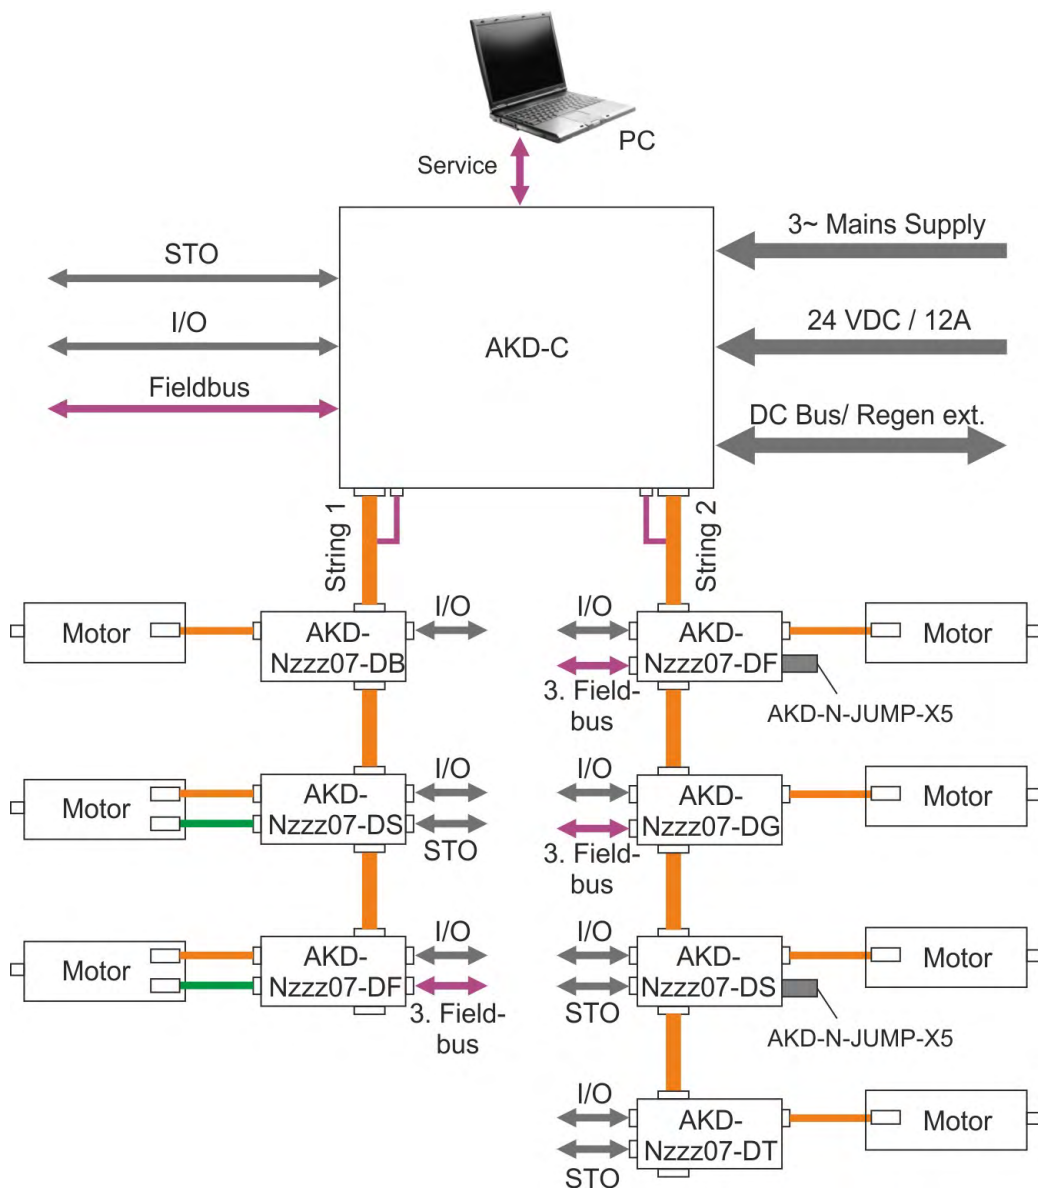 PC
Service
3~ Mains Supply
STO
I/O
24 VDC / 12A
AKD-C
Fieldbus
DC Bus/ Regen ext.
String 1
String 2
Motor
AKD-
Nzzz07-DB
I/O
I/O
3. Field-
bus
AKD-
Nzzz07-DF
Motor
AKD-N-JUMP-X5
Motor
AKD-
Nzzz07-DS
I/O
STO
I/O
3. Field-
bus
AKD-
Nzzz07-DG
Motor
Motor
AKD-
Nzzz07-DF
I/O
3. Field-
bus
I/O
STO
AKD-
Nzzz07-DS
Motor
AKD-N-JUMP-X5
I/O
STO
AKD-
Nzzz07-DT
Motor